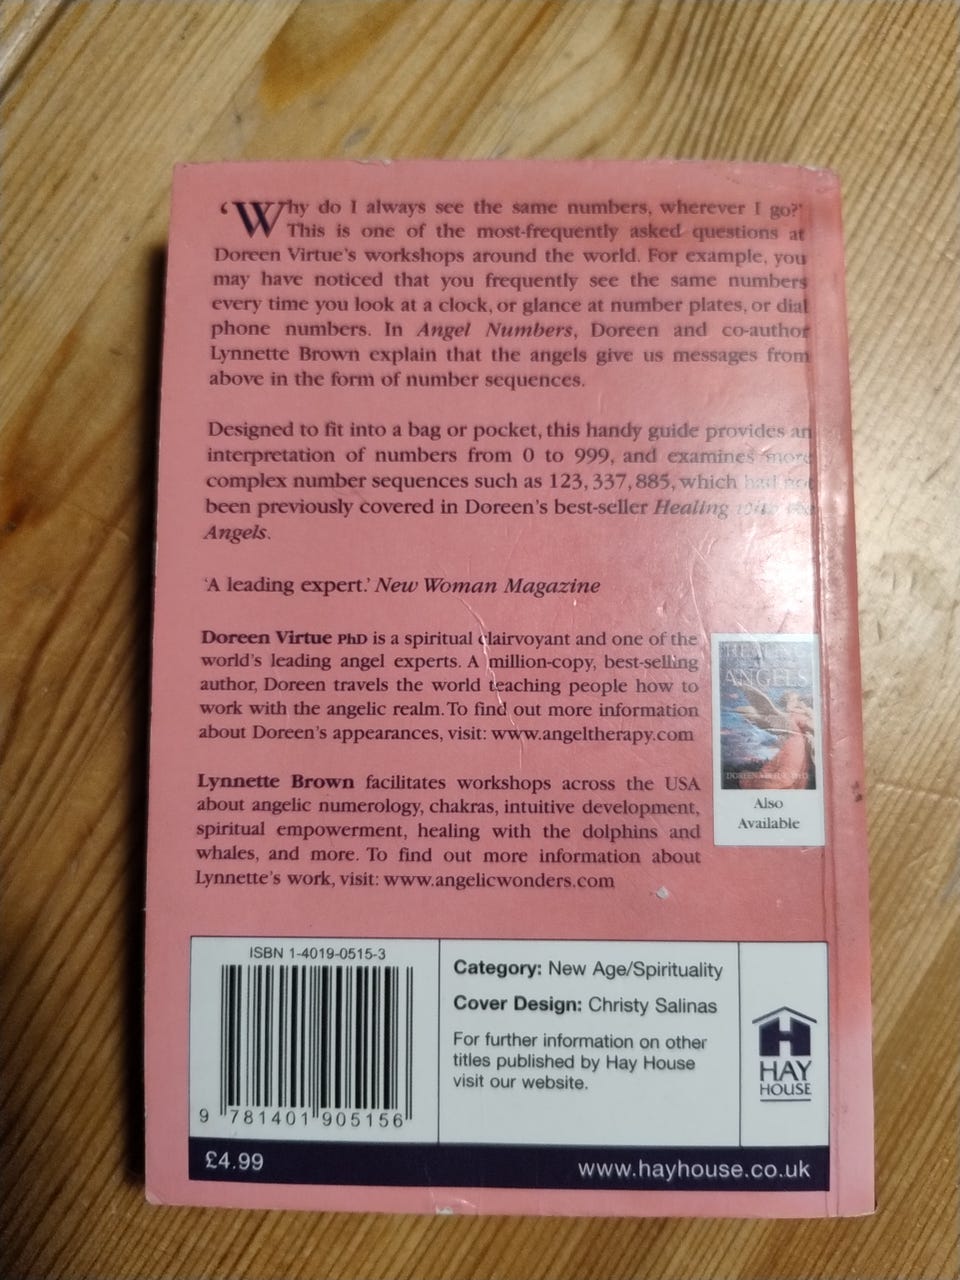 ‘Why do I always see the same numbers, wherever I go?’
This is one of the most-frequently asked questions at
Doreen Virtue's workshops around the world. For example, you
may have noticed that you frequently see the same numbers
every time you look at a clock, or glance at number plates, or dial
phone numbers. In Angel Numbers, Doreen and co-author
Lynnette Brown explain that the angels give us messages from
above in the form of number sequences.
Designed to fit into a bag or pocket, this handy guide provides an
interpretation of numbers from 0 to 999, and examines more
complex number sequences such as 123, 337, 885, which had not
been previously covered in Doreen's best-seller Healing with the
Angels.
‘A leading expert.’ New Woman Magazine
Doreen Virtue PhD is a spiritual clairvoyant and one of the
world's leading angel experts. A million-copy, best-selling
author, Doreen travels the world teaching people how to
work with the angelic realm. To find out more information
about Doreen's appearances, visit: www.angeltherapy.com
HEALING
ANGELS
DOREEN VIRTUE, PHD
Also
Available
Lynnette Brown facilitates workshops across the USA
about angelic numerology, chakras, intuitive development,
spiritual empowerment, healing with the dolphins and
whales, and more. To find out more information about
Lynnette's work, visit: www.angelicwonders.com
ISBN 1-4019-0515-3
9 781401 905156
Category: New Age/Spirituality
Cover Design: Christy Salinas
For further information on other
titles published by Hay House
visit our website.
H
HAY
HOUSE
£4.99
www.hayhouse.co.uk